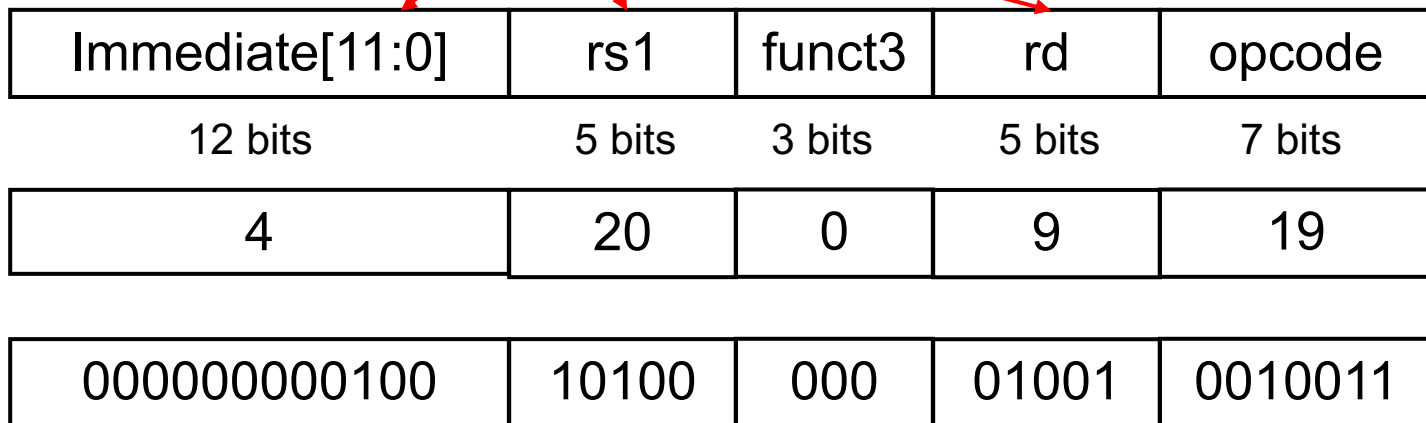 Immediate[11:0] rs1 funct3 rd opcode
12 bits 5 bits 3 bits 5 bits 7 bits
4 20 0 9 19
000000000100 10100 000 01001 0010011